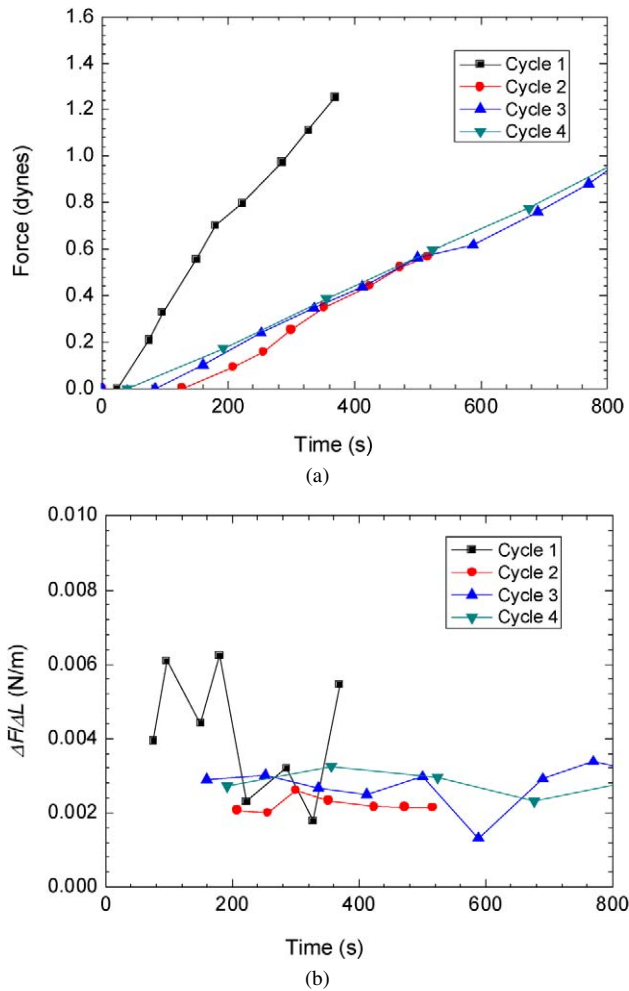 1.6
1.4
1.2
1.0
0.8
0.6
0.4
0.2
0.0
Force (dynes)
Cycle 1
Cycle 2
Cycle 3
Cycle 4
0 200 400 600 800
Time (s)
(a)
0.010
0.008
0.006
0.004
0.002
0.000
ΔF/ΔL (N/m)
Cycle 1
Cycle 2
Cycle 3
Cycle 4
0 200 400 600 800
Time (s)
(b)